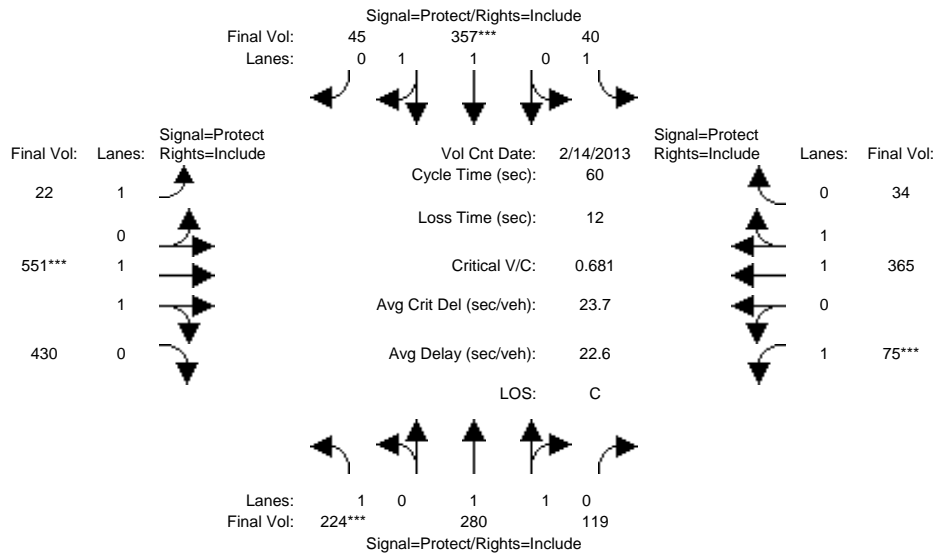 Signal=Protect/Rights=Include
Final Vol: 45 357*** 40
Lanes: 0 1 1 0 1
Signal=Protect Signal=Protect
Final Vol: Lanes: Rights=Include Vol Cnt Date: 2/14/2013 Rights=Include Lanes: Final Vol:
Cycle Time (sec): 60
22 1 0 34
Loss Time (sec): 12
0 1
551*** 1 Critical V/C: 0.681 1 365
1 Avg Crit Del (sec/veh): 23.7 0
430 0 Avg Delay (sec/veh): 22.6 1 75***
LOS: C
Lanes: 1 0 1 1 0
Final Vol: 224*** 280 119
Signal=Protect/Rights=Include